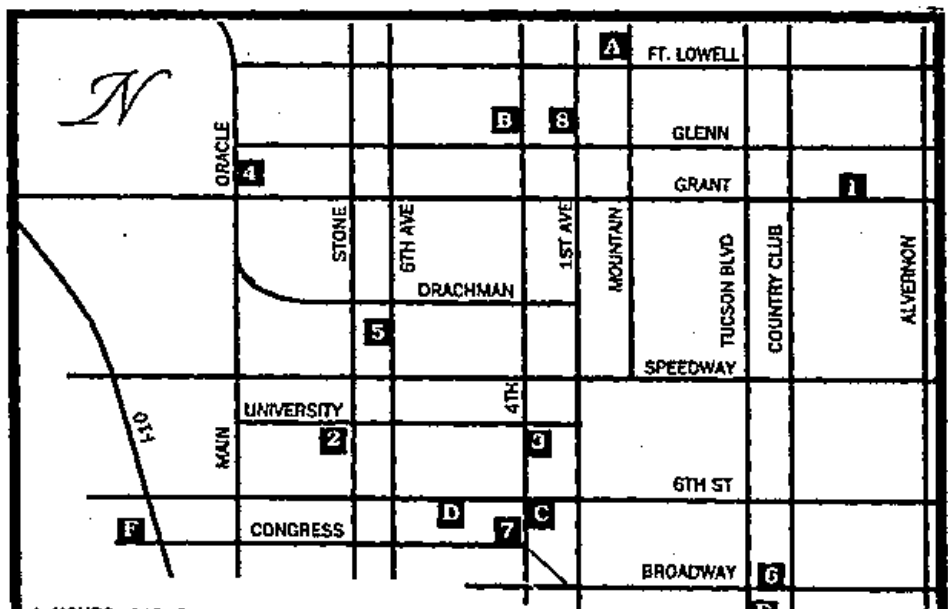 A
FT. LOWELL
N
B
8
GLENN
ORACLE
4
GRANT
1
STONE
6TH AVE
1ST AVE
MOUNTAIN
TUCSON BLVD
COUNTRY CLUB
ALVERNON
DRACHMAN
5
SPEEDWAY
4TH
UNIVERSITY
I-10
MAIN
2
3
6TH ST
D
C
F
CONGRESS
7
BROADWAY
6